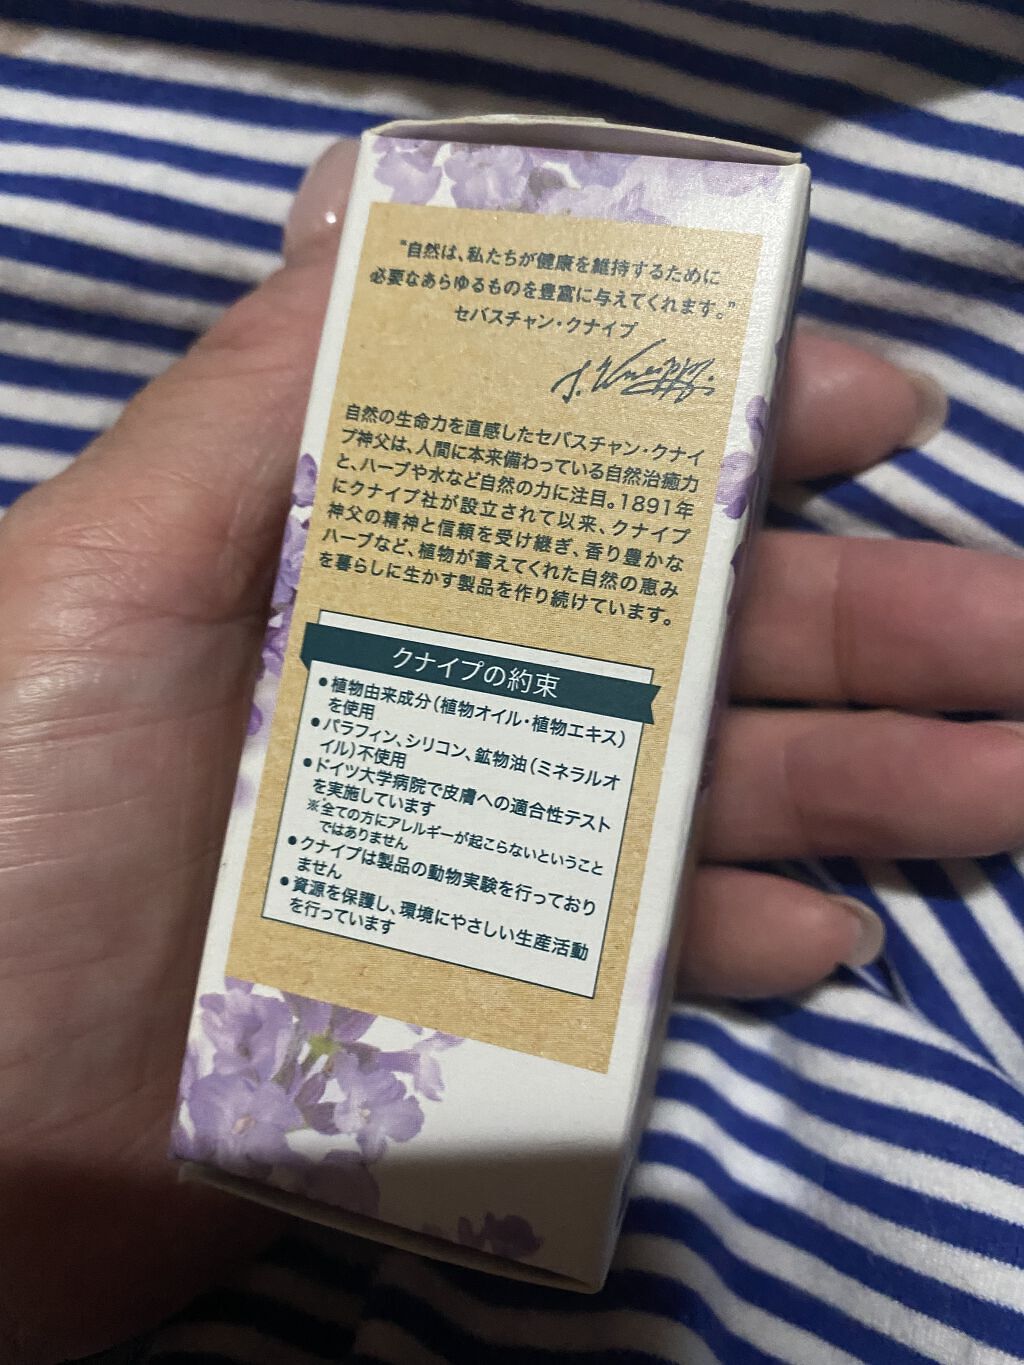 “自然は、私たちが健康を維持するために
必要なあらゆるものを豊富に与えてくれます。”
セバスチャン・クナイプ
自然の生命力を直感したセバスチャン・クナイ
プ神父は、人間に本来備わっている自然治癒力
と、ハーブや水など自然の力に注目。1891年
にクナイプ社が設立されて以来、クナイプ
神父の精神と信頼を受け継ぎ、香り豊かな
ハーブなど、植物が蓄えてくれた自然の恵み
を暮らしに生かす製品を作り続けています。
クナイプの約束
●植物由来成分(植物オイル・植物エキス)
を使用
●パラフィン、シリコン、鉱物油(ミネラルオ
イル)不使用
●ドイツ大学病院で皮膚への適合性テスト
を実施しています
※全ての方にアレルギーが起こらないということ
ではありません
●クナイプは製品の動物実験を行っており
ません
●資源を保護し、環境にやさしい生産活動
を行っています